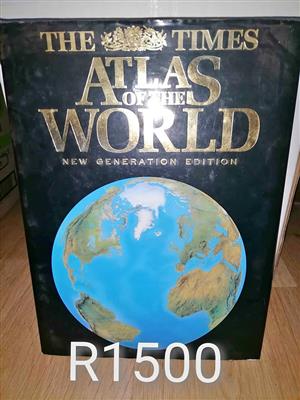 THE TIMES
ATLAS
OF THE
WORLD
NEW GENERATION EDITION
R1500